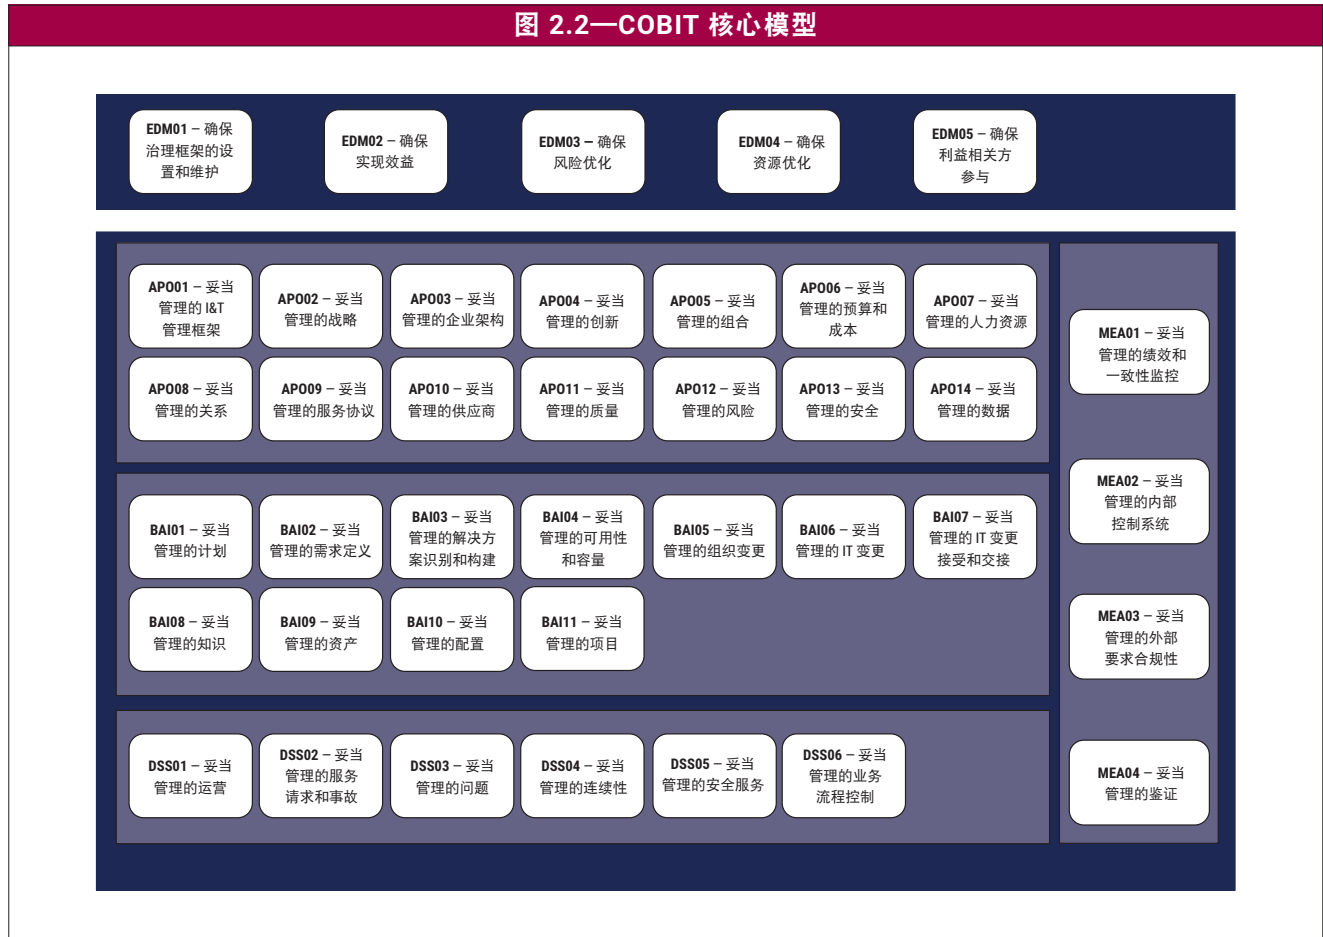 图 2.2—COBIT 核心模型
EDM01 – 确保
治理框架的设
置和维护
EDM02 – 确保
实现效益
EDM03 – 确保
风险优化
EDM04 – 确保
资源优化
EDM05 – 确保
利益相关方
参与
APO01 – 妥当
管理的 I&T
管理框架
APO02 – 妥当
管理的战略
APO03 – 妥当
管理的企业架构
APO04 – 妥当
管理的创新
APO05 – 妥当
管理的组合
APO06 – 妥当
管理的预算和
成本
APO07 – 妥当
管理的人力资源
APO08 – 妥当
管理的关系
APO09 – 妥当
管理的服务协议
APO10 – 妥当
管理的供应商
APO11 – 妥当
管理的质量
APO12 – 妥当
管理的风险
APO13 – 妥当
管理的安全
APO14 – 妥当
管理的数据
BAI01 – 妥当
管理的计划
BAI02 – 妥当
管理的需求定义
BAI03 – 妥当
管理的解决方
案识别和构建
BAI04 – 妥当
管理的可用性
和容量
BAI05 – 妥当
管理的组织变更
BAI06 – 妥当
管理的 IT 变更
BAI07 – 妥当
管理的 IT 变更
接受和交接
BAI08 – 妥当
管理的知识
BAI09 – 妥当
管理的资产
BAI10 – 妥当
管理的配置
BAI11 – 妥当
管理的项目
DSS01 – 妥当
管理的运营
DSS02 – 妥当
管理的服务
请求和事故
DSS03 – 妥当
管理的问题
DSS04 – 妥当
管理的连续性
DSS05 – 妥当
管理的安全服务
DSS06 – 妥当
管理的业务
流程控制
MEA01 – 妥当
管理的绩效和
一致性监控
MEA02 – 妥当
管理的内部
控制系统
MEA03 – 妥当
管理的外部
要求合规性
MEA04 – 妥当
管理的鉴证